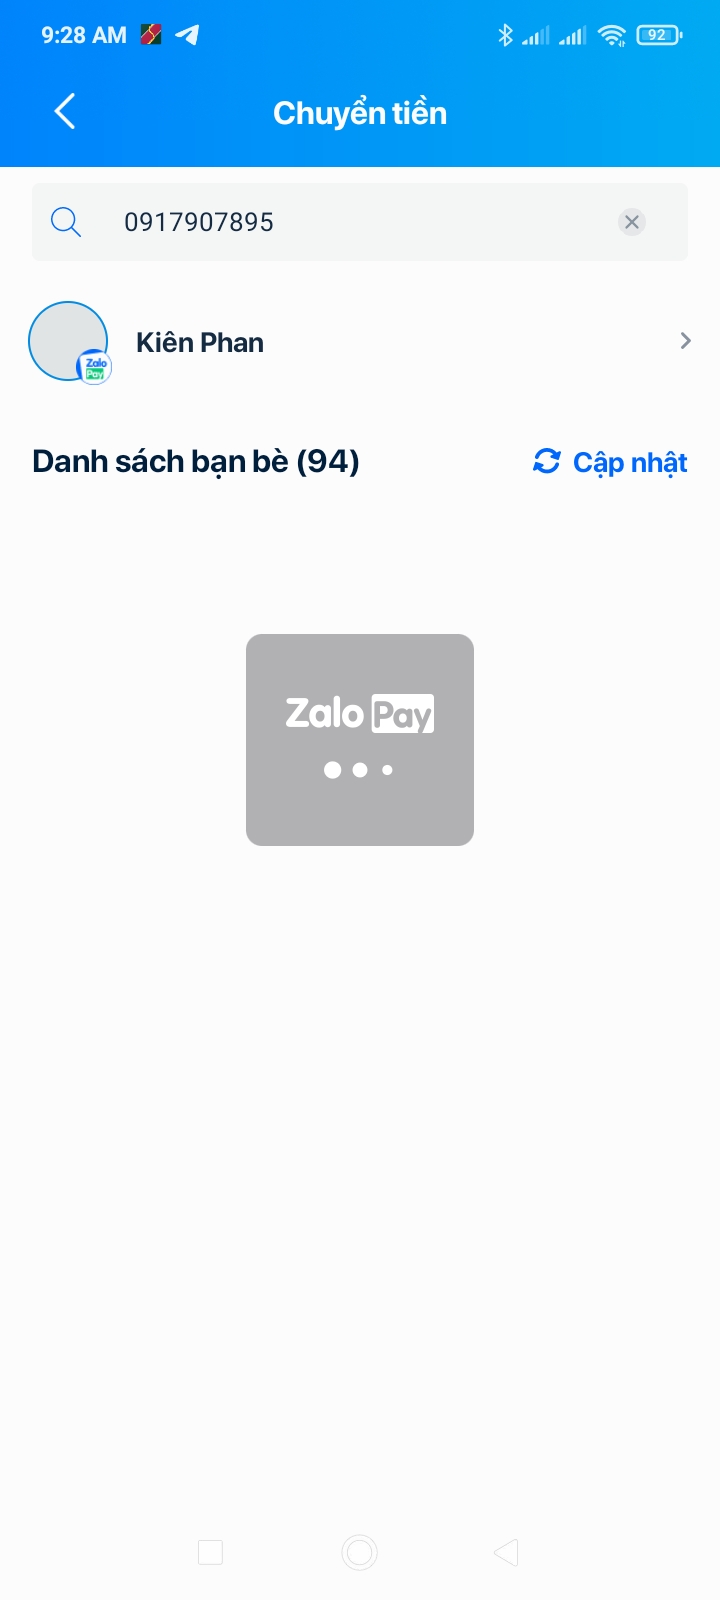 9:28 AM
92
Chuyển tiền
0917907895
Kiên Phan
Zalo
Pay
Danh sách bạn bè (94)
Cập nhật
Zalo Pay